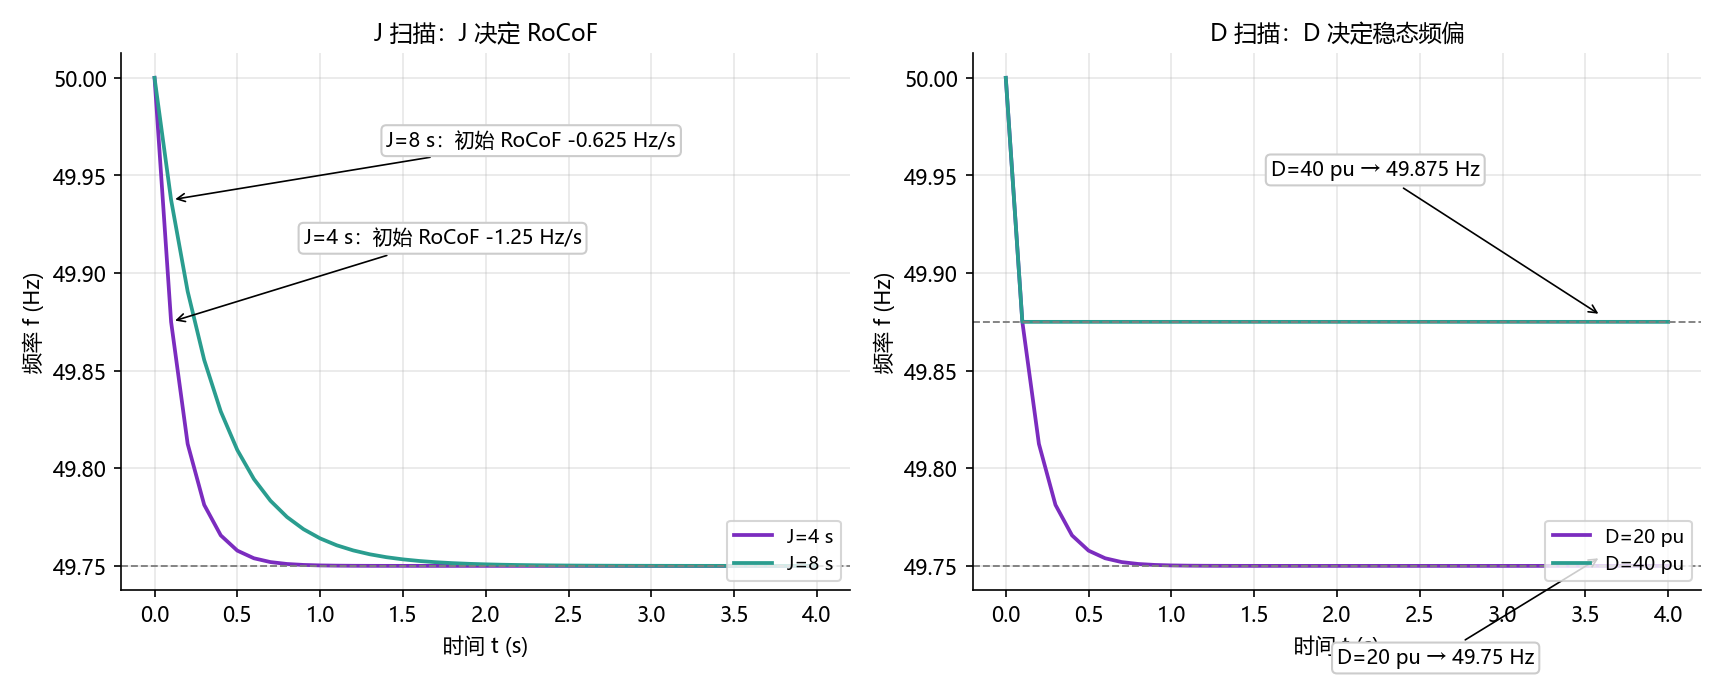 J 扫描：J 决定 RoCoF
50.00
49.95
49.90
49.85
49.80
49.75
频率 f (Hz)
J=8 s：初始 RoCoF -0.625 Hz/s
J=4 s：初始 RoCoF -1.25 Hz/s
J=4 s
J=8 s
0.0 0.5 1.0 1.5 2.0 2.5 3.0 3.5 4.0
时间 t (s)
D 扫描：D 决定稳态频偏
50.00
49.95
49.90
49.85
49.80
49.75
频率 f (Hz)
D=40 pu → 49.875 Hz
D=20 pu
D=40 pu
0.0 0.5 1.0 1.5 2.0 2.5 3.0 3.5 4.0
时间 t (s)
D=20 pu → 49.75 Hz